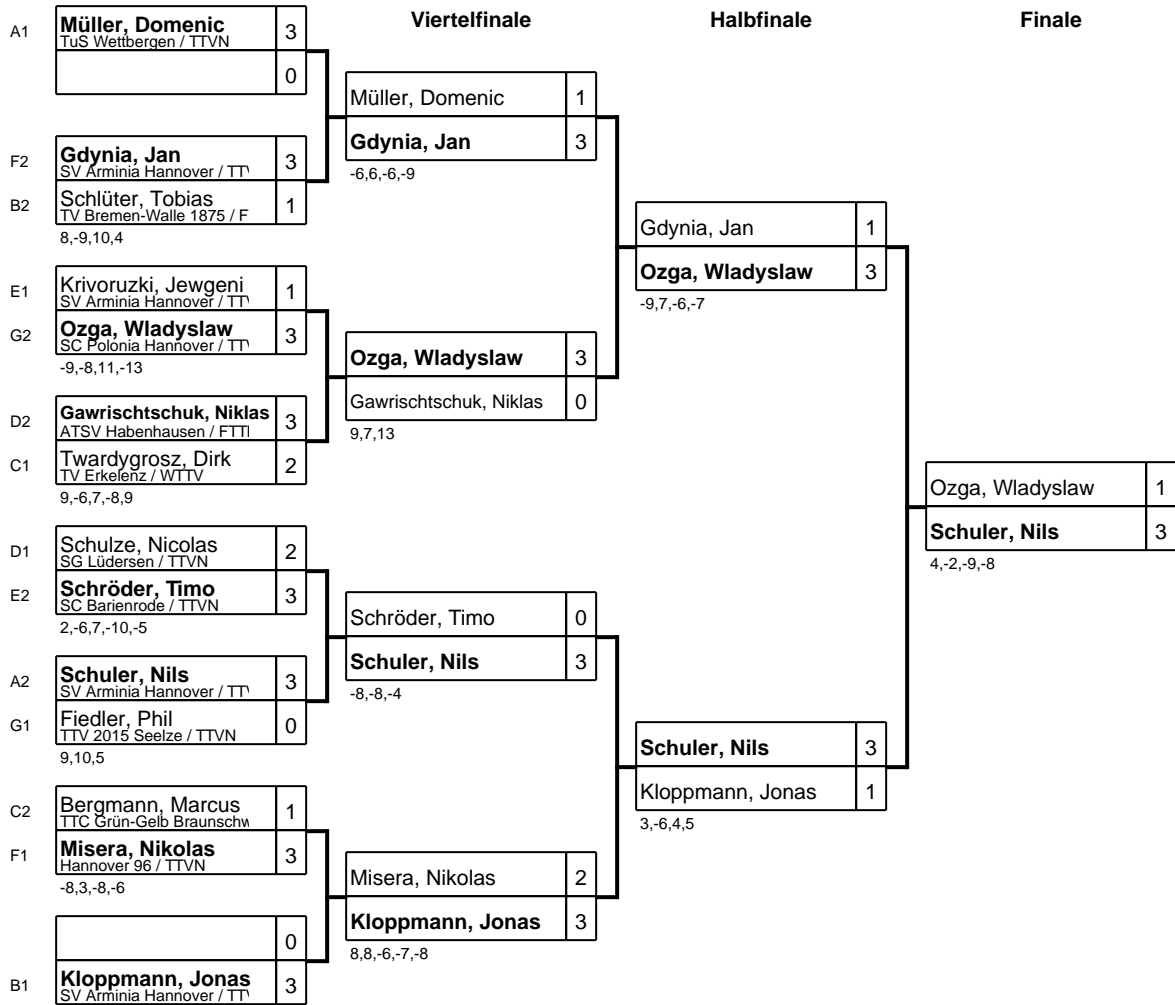 Viertelfinale Halbfinale Finale
A1 Müller, Domenic 3
TuS Wettbergen / TTVN
0
F2 Gdynia, Jan 3
SV Arminia Hannover / TTV
B2 Schlüter, Tobias 1
TV Bremen-Walle 1875 / F
8,-9,10,4
E1 Krivoruzki, Jewgeni 1
SV Arminia Hannover / TTV
G2 Ozga, Wladyslaw 3
SC Polonia Hannover / TTV
-9,-8,11,-13
D2 Gawrischtschuk, Niklas 3
ATSV Habenhausen / FTT
C1 Twardygrosz, Dirk 2
TV Erkelenz / WTTV
9,-6,7,-8,9
D1 Schulze, Nicolas 2
SG Lüdersen / TTVN
E2 Schröder, Timo 3
SC Barienrode / TTVN
2,-6,7,-10,-5
A2 Schuler, Nils 3
SV Arminia Hannover / TTV
G1 Fiedler, Phil 0
TTV 2015 Seelze / TTVN
9,10,5
C2 Bergmann, Marcus 1
TTC Grün-Gelb Braunschw
F1 Misera, Nikolas 3
Hannover 96 / TTVN
-8,3,-8,-6
0
B1 Kloppmann, Jonas 3
SV Arminia Hannover / TTV
Müller, Domenic 1
Gdynia, Jan 3
-6,6,-6,-9
Ozga, Wladyslaw 3
Gawrischtschuk, Niklas 0
9,7,13
Schröder, Timo 0
Schuler, Nils 3
-8,-8,-4
Misera, Nikolas 2
Kloppmann, Jonas 3
8,8,-6,-7,-8
Gdynia, Jan 1
Ozga, Wladyslaw 3
-9,7,-6,-7
Schuler, Nils 3
Kloppmann, Jonas 1
3,-6,4,5
Ozga, Wladyslaw 1
Schuler, Nils 3
4,-2,-9,-8